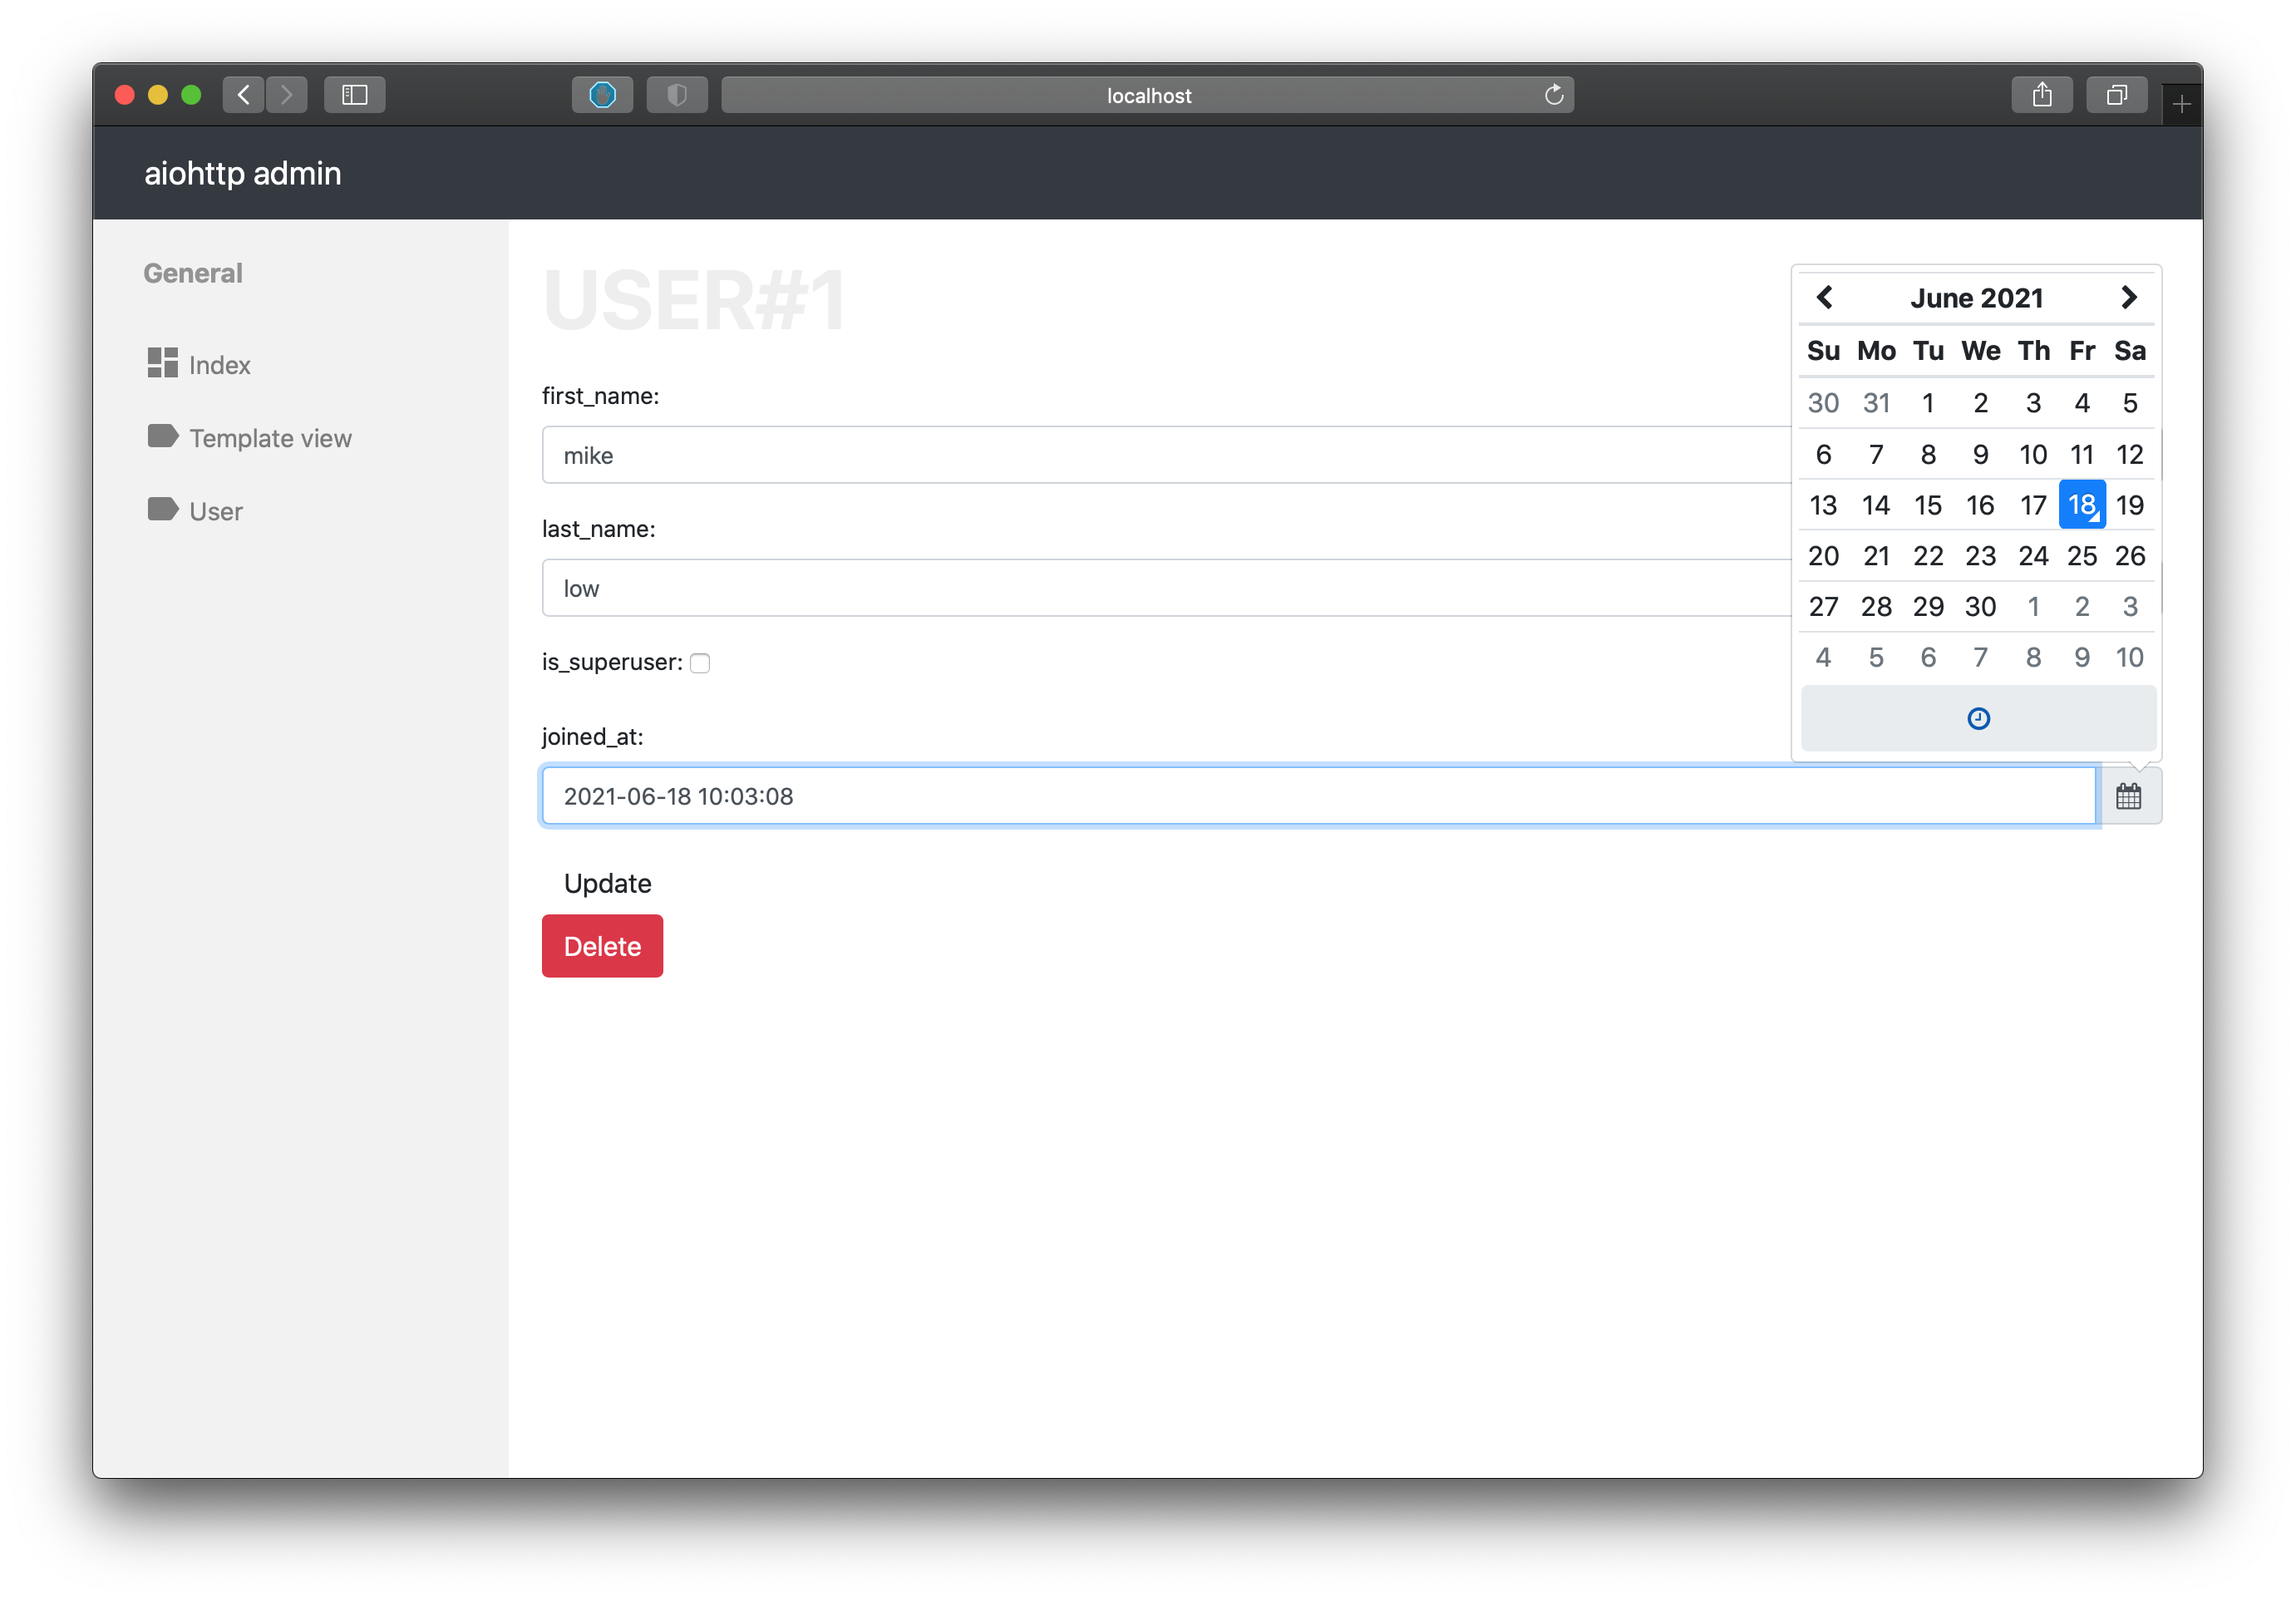 localhost
aiohttp admin
General
Index
Template view
User
USER#1
first_name:
mike
last_name:
low
is_superuser:
joined_at:
2021-06-18 10:03:08
Update
Delete
June 2021
Su Mo Tu We Th Fr Sa
30 31 1 2 3 4 5
6 7 8 9 10 11 12
13 14 15 16 17 18 19
20 21 22 23 24 25 26
27 28 29 30 1 2 3
4 5 6 7 8 9 10